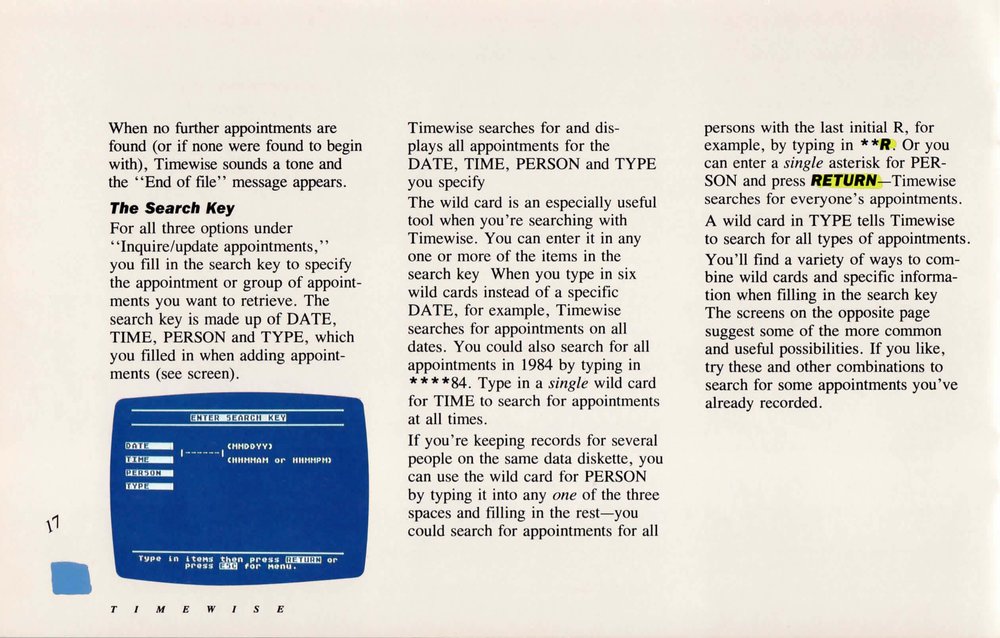 When no further appointments are
found (or if none were found to begin
with), Timewise sounds a tone and
the ‘‘End of file’’ message appears.
The Search Key
For all three options under
‘‘Inquire/update appointments,’’
you fill in the search key to specify
the appointment or group of appoint-
ments you want to retrieve. The
search key is made up of DATE,
TIME, PERSON and TYPE, which
you filled in when adding appoint-
ments (see screen).
ENTER SEARCH KEY
DATE
TIME
PERSON
TYPE
|------|
(MMDDYY)
(HHMMAM or HHMMPM)
Type in items then press RETURN or
press ESC for menu.
17
TIMEWISE
Timewise searches for and dis-
plays all appointments for the
DATE, TIME, PERSON and TYPE
you specify
The wild card is an especially useful
tool when you're searching with
Timewise. You can enter it in any
one or more of the items in the
search key When you type in six
wild cards instead of a specific
DATE, for example, Timewise
searches for appointments on all
dates. You could also search for all
appointments in 1984 by typing in
****84. Type in a single wild card
for TIME to search for appointments
at all times.
If you're keeping records for several
people on the same data diskette, you
can use the wild card for PERSON
by typing it into any one of the three
spaces and filling in the rest—you
could search for appointments for all
persons with the last initial R, for
example, by typing in **R. Or you
can enter a single asterisk for PER-
SON and press RETURN—Timewise
searches for everyone's appointments.
A wild card in TYPE tells Timewise
to search for all types of appointments.
You'll find a variety of ways to com-
bine wild cards and specific informa-
tion when filling in the search key
The screens on the opposite page
suggest some of the more common
and useful possibilities. If you like,
try these and other combinations to
search for some appointments you've
already recorded.